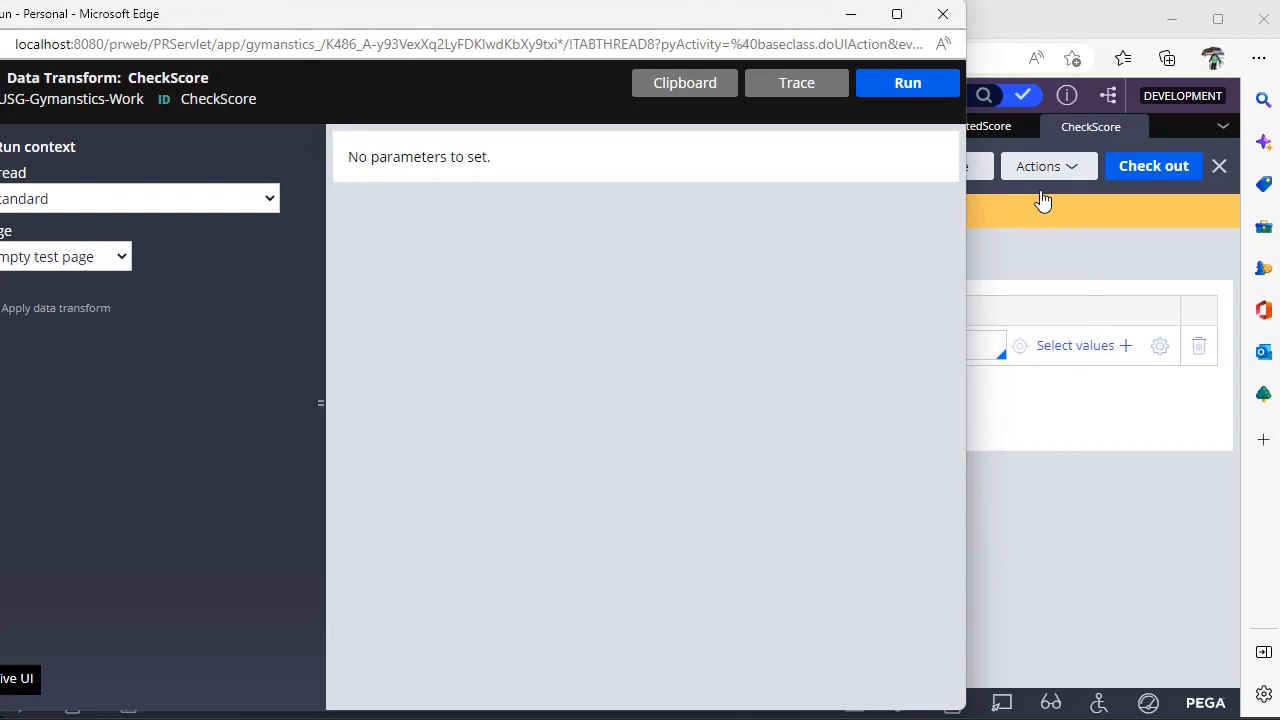 un - Personal - Microsoft Edge
localhost:8080/prweb/PRServlet/app/gymanstics_/K486_A-y93VexXq2LyFDKIwdKbXy9txi*/!TABTHREAD8?pyActivity=%40baseclass.doUIAction&ev...
Data Transform: CheckScore
USG-Gymanstics-Work ID CheckScore
Clipboard
Trace
Run
DEVELOPMENT
tedScore
CheckScore
Run context
No parameters to set.
read
e
Actions
Check out
tandard
ge
mpty test page
Apply data transform
Select values +
ive UI
PEGA